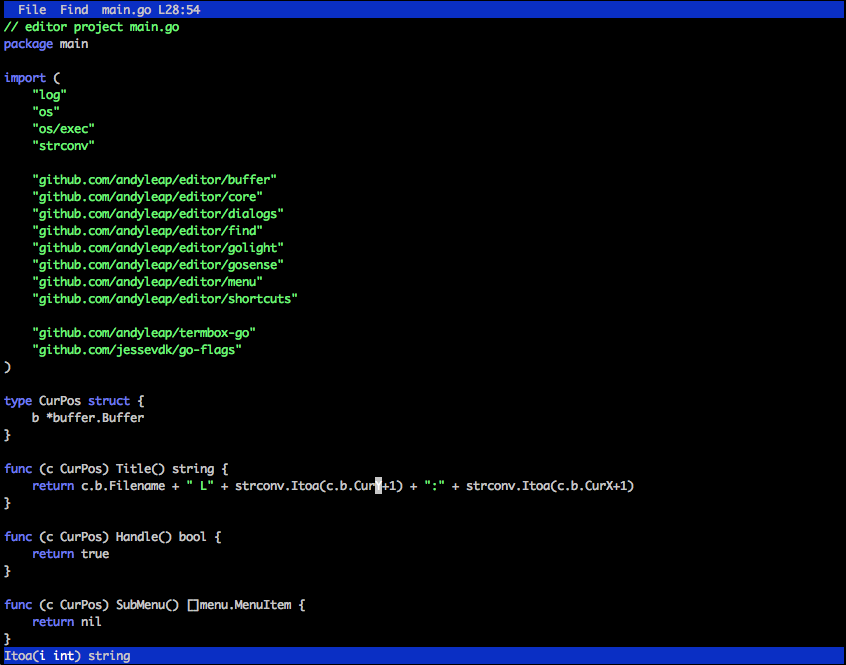 File Find main.go L28:54
// editor project main.go
package main
import (
"log"
"os"
"os/exec"
"strconv"
"github.com/andyleap/editor/buffer"
"github.com/andyleap/editor/core"
"github.com/andyleap/editor/dialogs"
"github.com/andyleap/editor/find"
"github.com/andyleap/editor/golight"
"github.com/andyleap/editor/gosense"
"github.com/andyleap/editor/menu"
"github.com/andyleap/editor/shortcuts"
"github.com/andyleap/termbox-go"
"github.com/jessevdk/go-flags"
)
type CurPos struct {
b *buffer.Buffer
}
func (c CurPos) Title() string {
return c.b.Filename + " L" + strconv.Itoa(c.b.CurY+1) + ":" + strconv.Itoa(c.b.CurX+1)
}
func (c CurPos) Handle() bool {
return true
}
func (c CurPos) SubMenu() []menu.MenuItem {
return nil
}
Itoa(i int) string